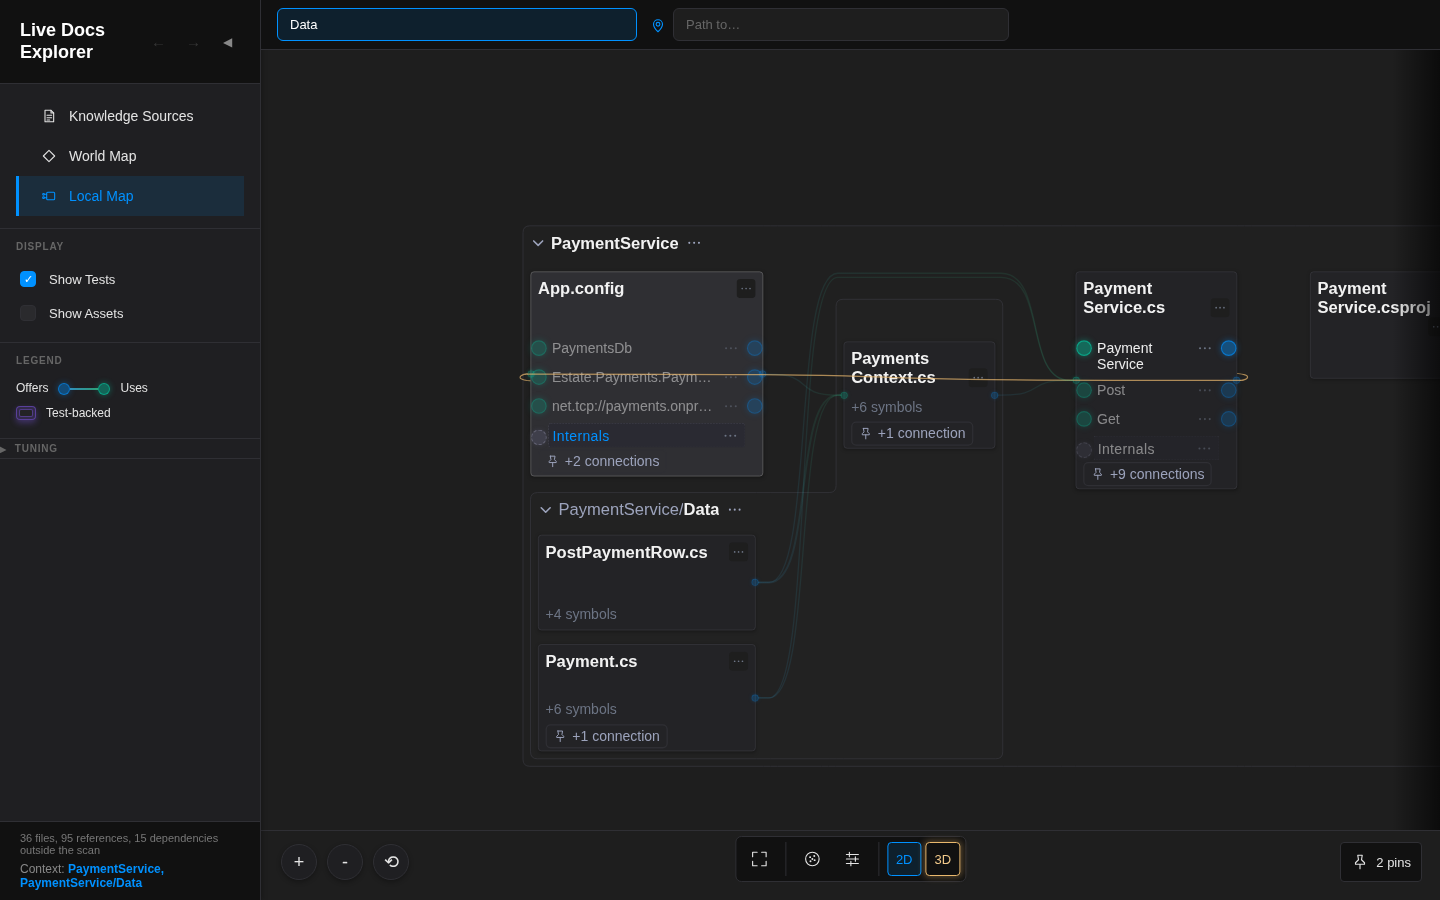 Live Docs
Explorer
Data
Path to…
Knowledge Sources
World Map
Local Map
DISPLAY
Show Tests
Show Assets
LEGEND
Offers
Uses
Test-backed
TUNING
PaymentService
App.config
PaymentsDb
Estate.Payments.Paym…
net.tcp://payments.onpr…
Internals
+2 connections
Payments
Context.cs
+6 symbols
+1 connection
Payment
Service.cs
Payment
Service
Post
Get
Internals
+9 connections
Payment
Service.csproj
PaymentService/Data
PostPaymentRow.cs
+4 symbols
Payment.cs
+6 symbols
+1 connection
36 files, 95 references, 15 dependencies
outside the scan
Context: PaymentService,
PaymentService/Data
+
-
2D
3D
2 pins